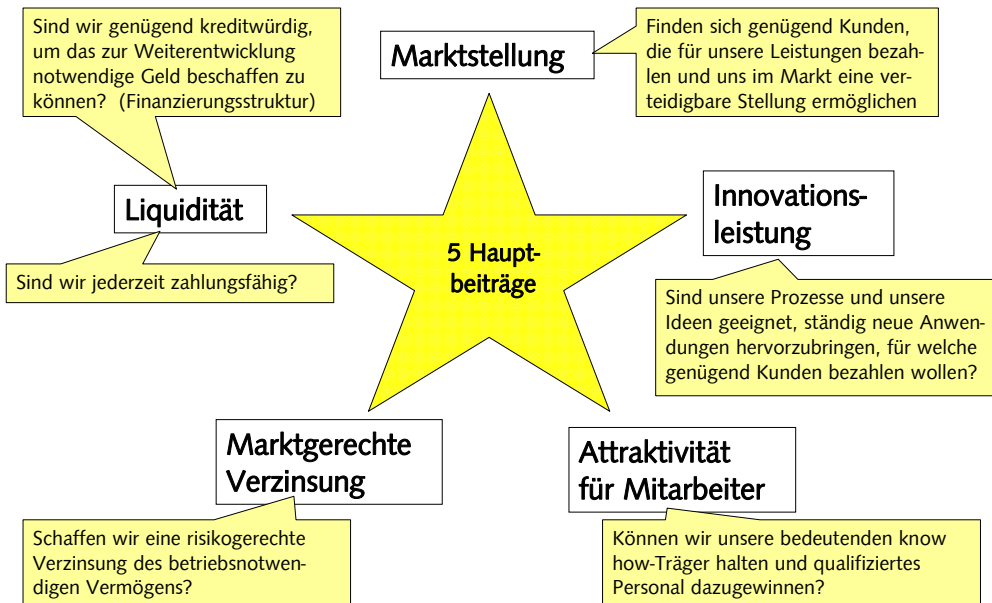 Sind wir genügend kreditwürdig,
um das zur Weiterentwicklung
notwendige Geld beschaffen zu
können? (Finanzierungsstruktur)
Marktstellung
Finden sich genügend Kunden,
die für unsere Leistungen bezah-
len und uns im Markt eine ver-
teidigbare Stellung ermöglichen
Liquidität
Sind wir jederzeit zahlungsfähig?
5 Haupt-
beiträge
Innovations-
leistung
Sind unsere Prozesse und unsere
Ideen geeignet, ständig neue Anwen-
dungen hervorzubringen, für welche
genügend Kunden bezahlen wollen?
Marktgerechte
Verzinsung
Schaffen wir eine risikogerechte
Verzinsung des betriebsnotwen-
digen Vermögens?
Attraktivität
für Mitarbeiter
Können wir unsere bedeutenden know
how-Träger halten und qualifiziertes
Personal dazugewinnen?